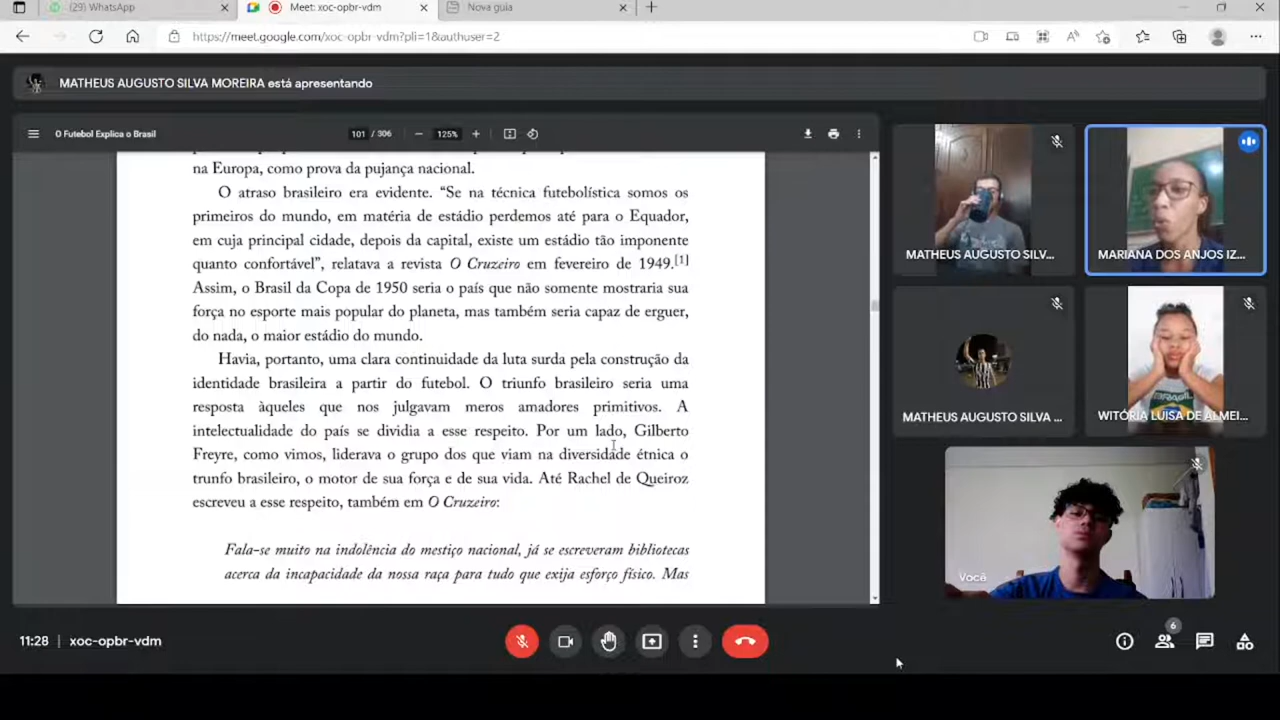 (29) WhatsApp
Meet: xoc-opbr-vdm
Nova guia
https://meet.google.com/xoc-opbr-vdm?pli=1&authuser=2
MATHEUS AUGUSTO SILVA MOREIRA está apresentando
O Futebol Explica o Brasil
101 / 306
125%
na Europa, como prova da pujança nacional.
O atraso brasileiro era evidente. “Se na técnica futebolística somos os
primeiros do mundo, em matéria de estádio perdemos até para o Equador,
em cuja principal cidade, depois da capital, existe um estádio tão imponente
quanto confortável”, relatava a revista O Cruzeiro em fevereiro de 1949.[1]
Assim, o Brasil da Copa de 1950 seria o país que não somente mostraria sua
força no esporte mais popular do planeta, mas também seria capaz de erguer,
do nada, o maior estádio do mundo.
Havia, portanto, uma clara continuidade da luta surda pela construção da
identidade brasileira a partir do futebol. O triunfo brasileiro seria uma
resposta àqueles que nos julgavam meros amadores primitivos. A
intelectualidade do país se dividia a esse respeito. Por um lado, Gilberto
Freyre, como vimos, liderava o grupo dos que viam na diversidade étnica o
trunfo brasileiro, o motor de sua força e de sua vida. Até Rachel de Queiroz
escreveu a esse respeito, também em O Cruzeiro:
Fala-se muito na indolência do mestiço nacional, já se escreveram bibliotecas
acerca da incapacidade da nossa raça para tudo que exija esforço físico. Mas
MATHEUS AUGUSTO SILV...
MARIANA DOS ANJOS IZ...
MATHEUS AUGUSTO SILVA ...
WITÓRIA LUISA DE ALMEI...
Você
11:28 | xoc-opbr-vdm
6